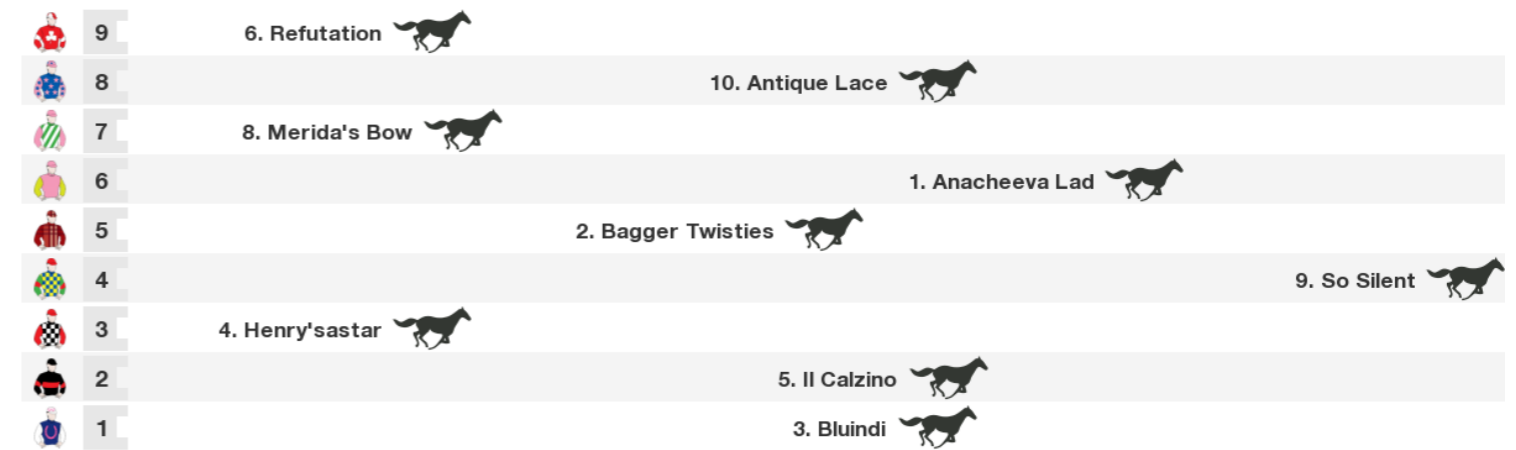 9 6. Refutation
8 10. Antique Lace
7 8. Merida's Bow
6 1. Anacheeva Lad
5 2. Bagger Twisties
4 9. So Silent
3 4. Henry'sastar
2 5. Il Calzino
1 3. Bluindi